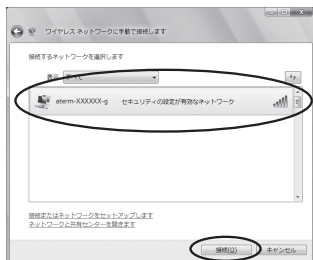 ワイヤレス ネットワークに手動で接続します
接続するネットワークを選択します
表示 すべて
aterm-XXXXXX-g セキュリティの設定が有効なネットワーク
接続またはネットワークをセットアップします
ネットワークと共有センターを開きます
接続(O) キャンセル